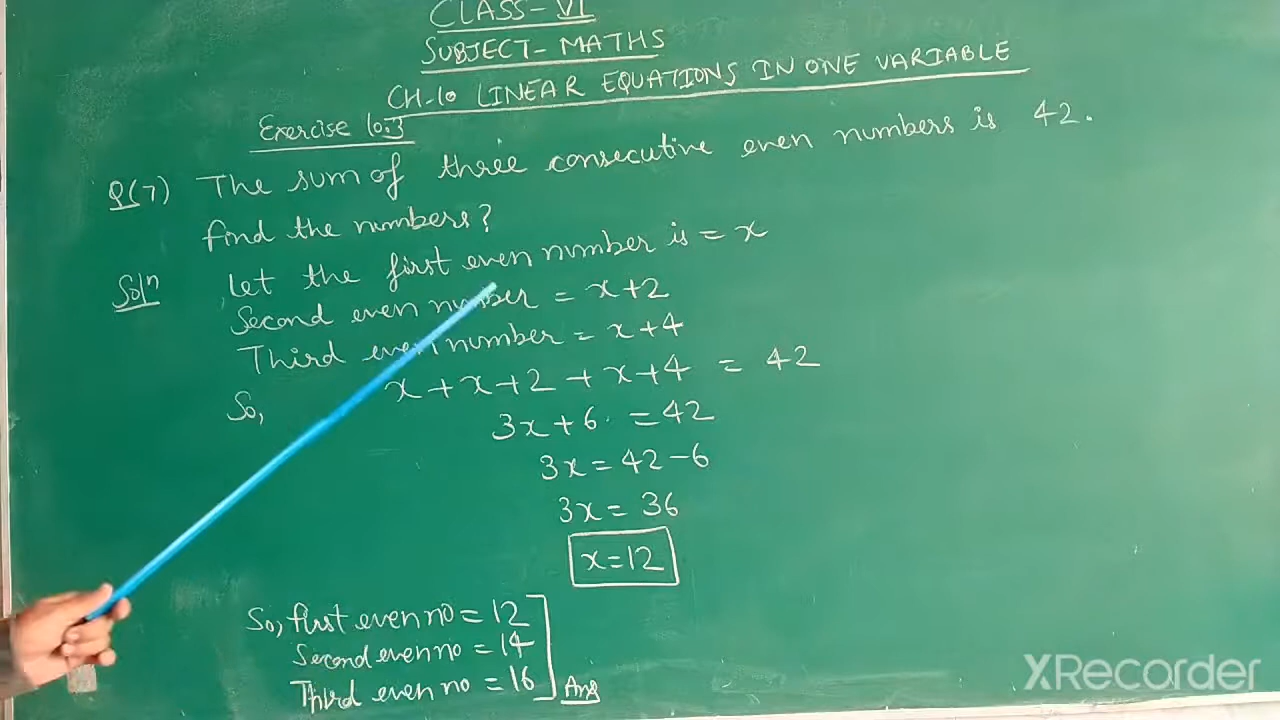 CLASS-VI
SUBJECT-MATHS
CH-10 LINEAR EQUATIONS IN ONE VARIABLE
Exercise 10.3
Q(7) The sum of three consecutive even numbers is 42.
find the numbers?
Soln Let the first even number is = x
Second even number = x+2
Third even number = x+4
So, x+x+2+x+4 = 42
3x+6 = 42
3x = 42-6
3x = 36
x=12
So, first even no = 12
Second even no = 14
Third even no = 16
Ans
XRecorder